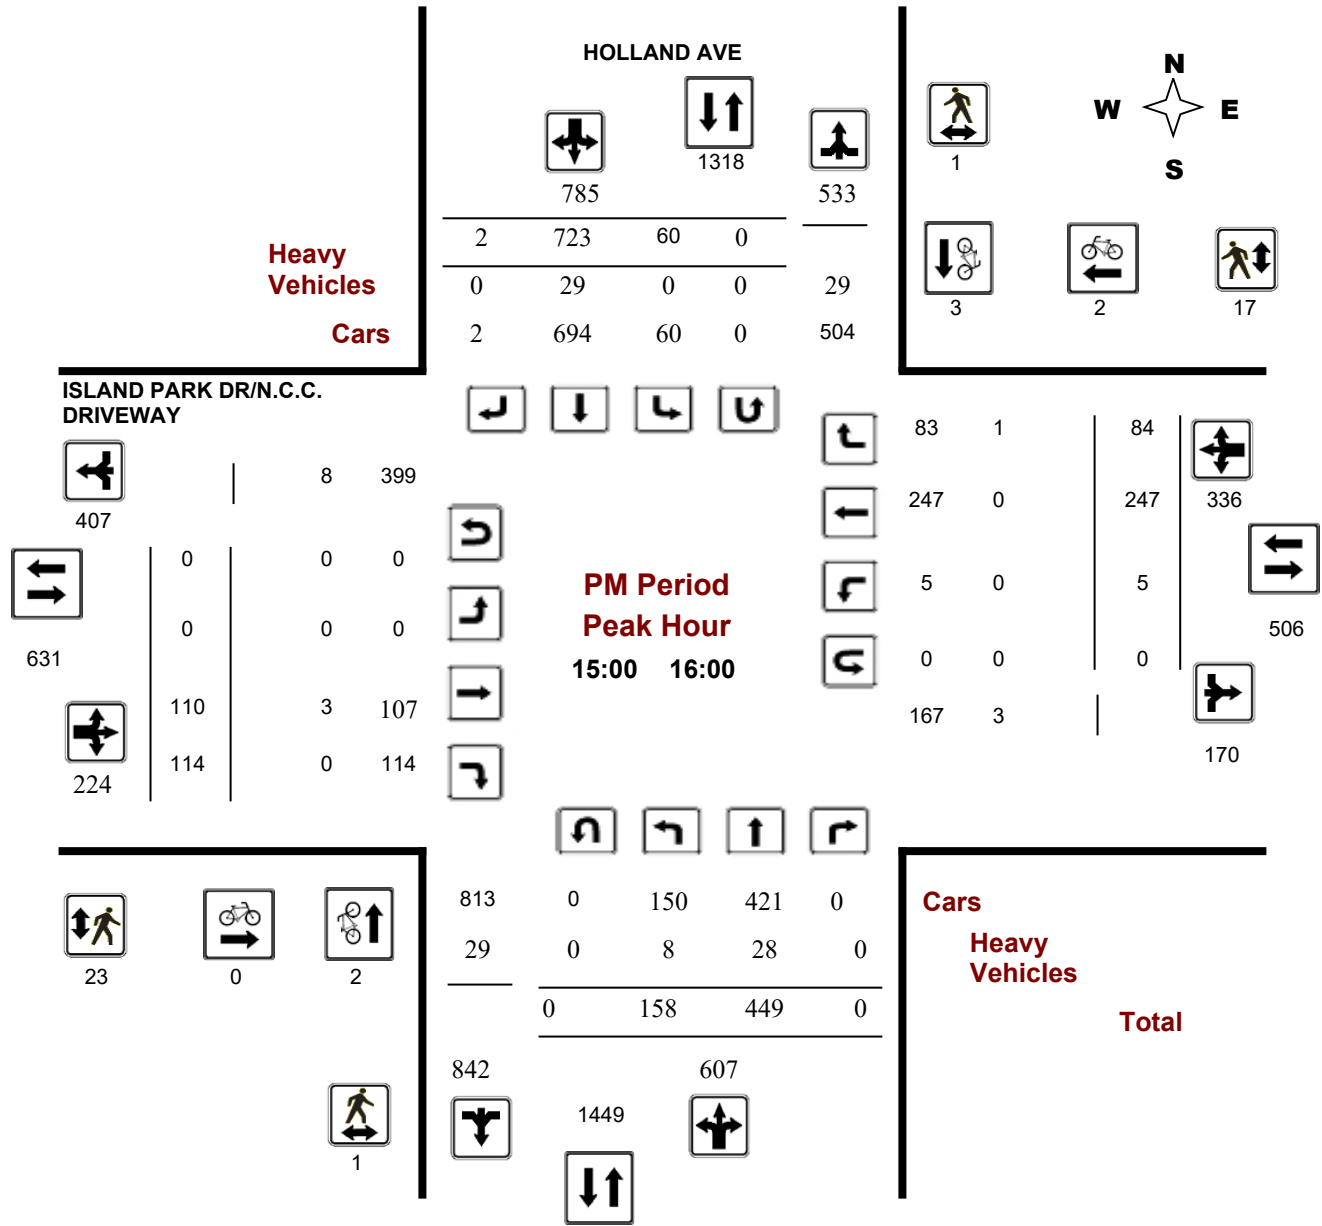 HOLLAND AVE
N
W E
S
1318
1
785 533
2 723 60 0
Heavy
Vehicles
0 29 0 0 29
3 2 17
Cars 2 694 60 0 504
ISLAND PARK DR/N.C.C.
DRIVEWAY
83 1 84
8 399
247 0 247 336
407
0 0 0
PM Period
5 0 5
0 0 0
Peak Hour
506
631
15:00 16:00
0 0 0
110 3 107
167 3
170
114 0 114
224
813 0 150 421 0
Cars
29 0 8 28 0
Heavy
Vehicles
23 0 2
0 158 449 0
Total
842 607
1449
1